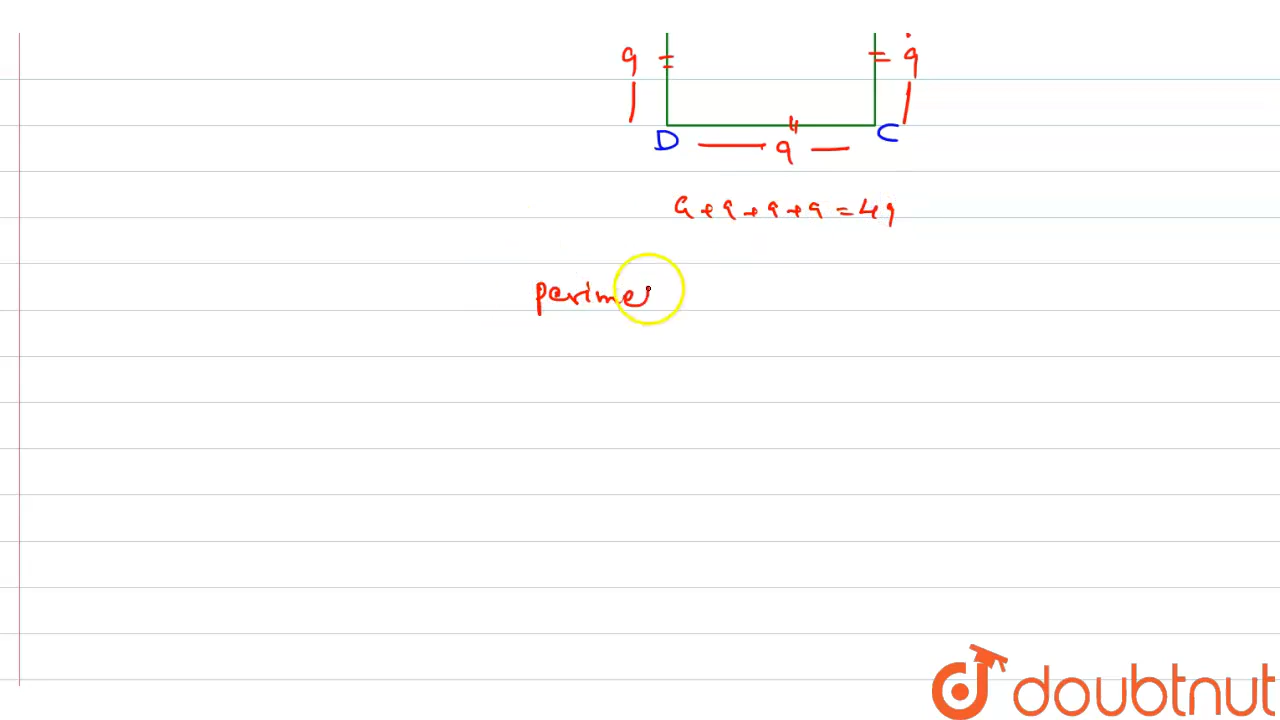 a = = a
D a C
a + a + a + a = 4a
perime
doubtnut